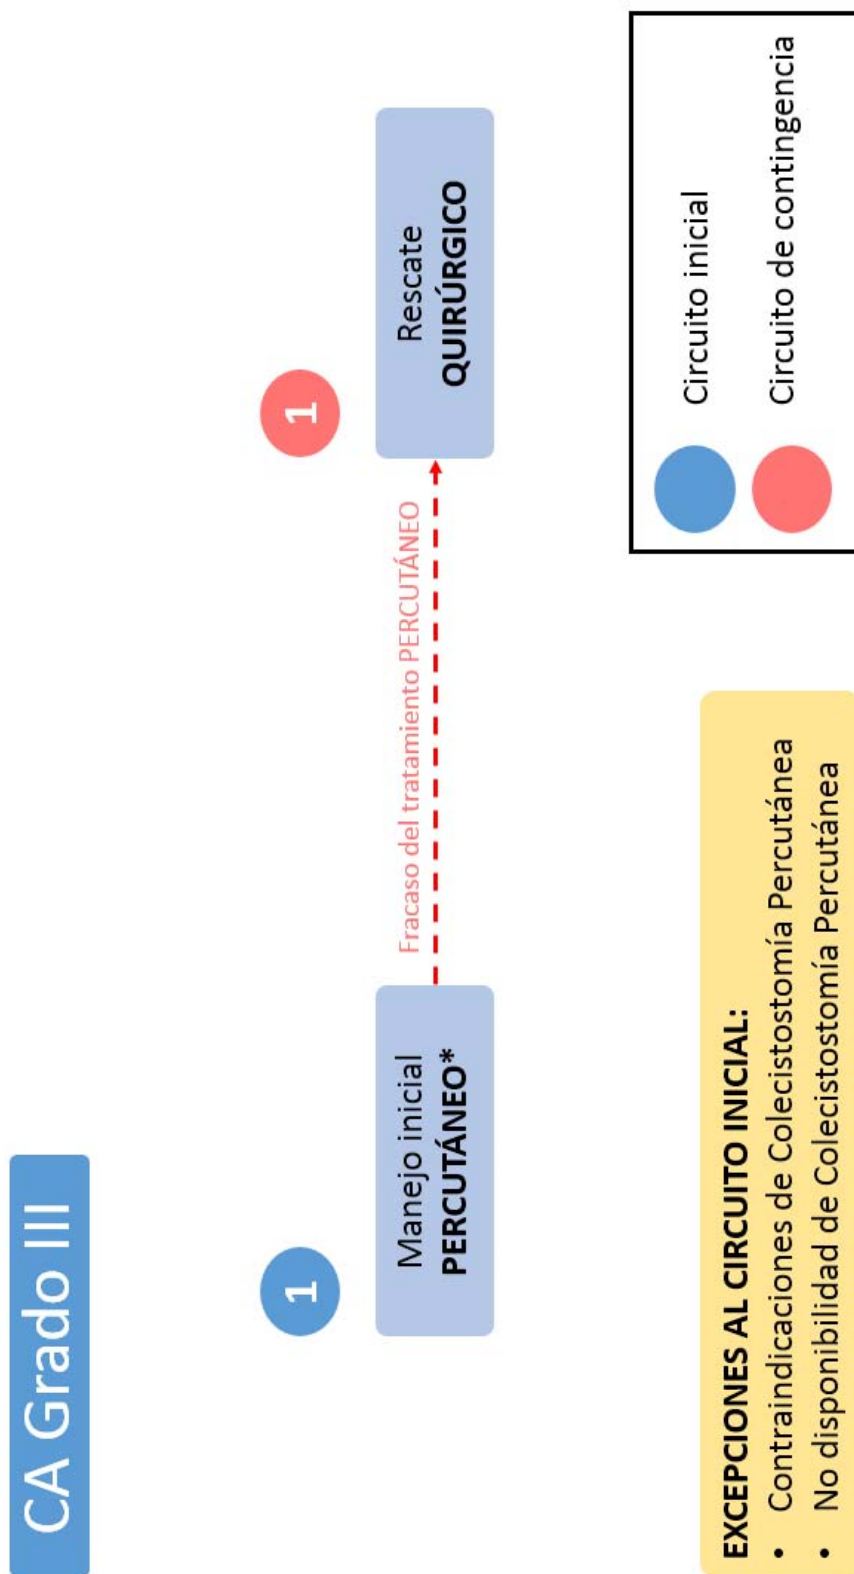 CA Grado III
1
Manejo inicial
PERCUTÁNEO*
Fracaso del tratamiento PERCUTÁNEO
1
Rescate
QUIRÚRGICO
EXCEPCIONES AL CIRCUITO INICIAL:
• Contraindicaciones de Colecistostomía Percutánea
• No disponibilidad de Colecistostomía Percutánea
Circuito inicial
Circuito de contingencia